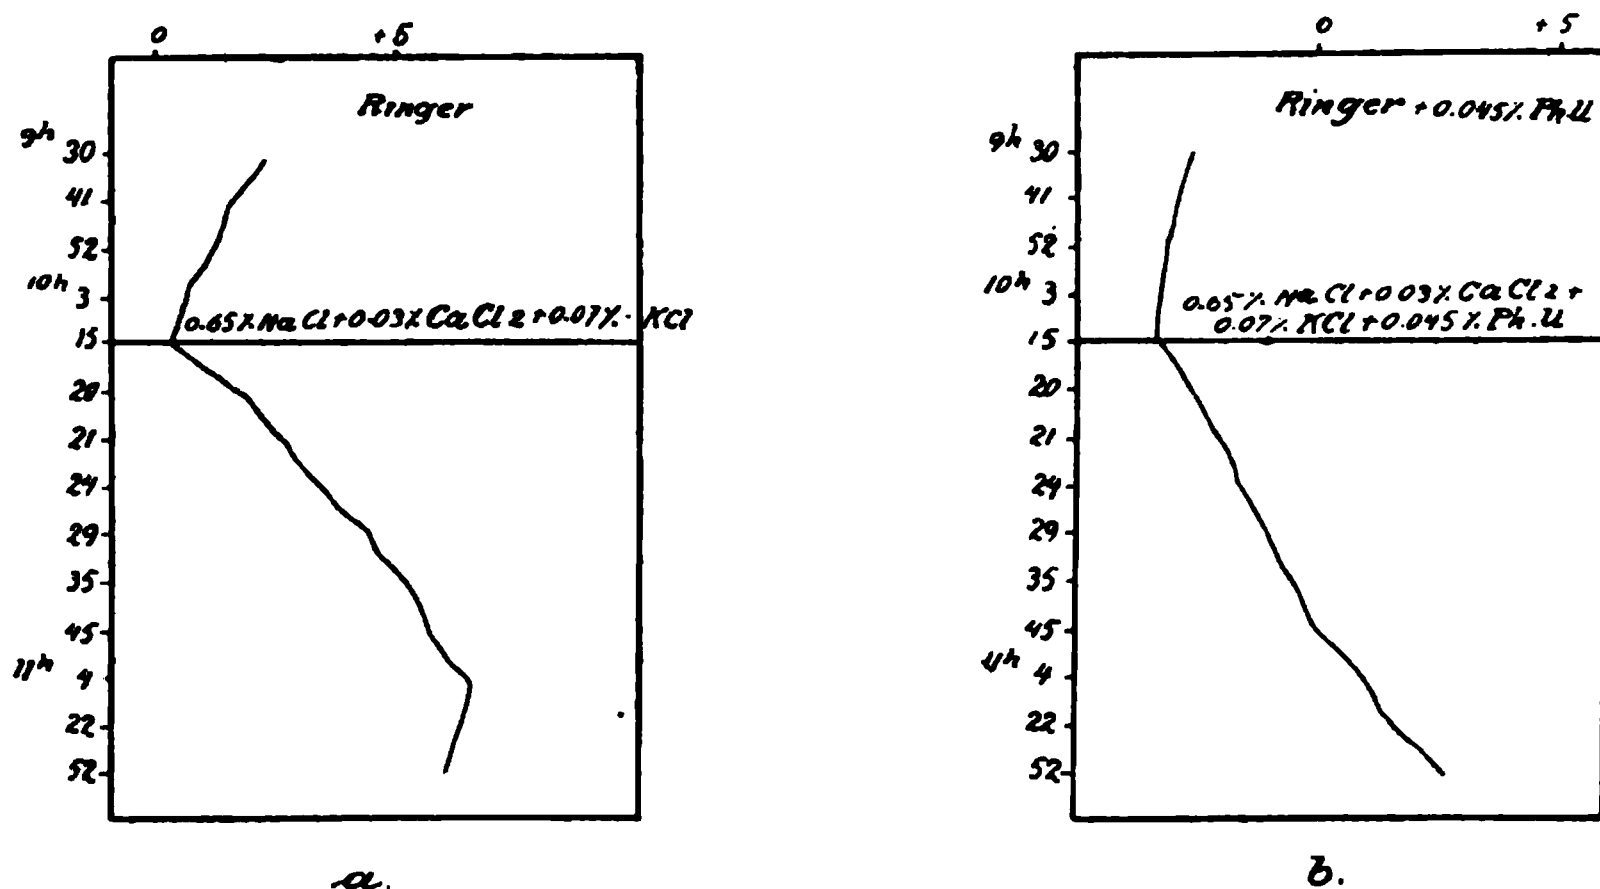 0 +5
Ringer
9h 30
41
52
10h 3
0.65% NaCl+0.03% CaCl2+0.07%· KCl
15
20
21
24
29
35
45
11h 4
22
52
a.
0 +5
Ringer + 0.045% Ph U
9h 30
41
52
10h 3
0.65% NaCl+0.03% CaCl2+
0.07% KCl+0.045% Ph.U
15
20
21
24
29
35
45
11h 4
22
52
b.